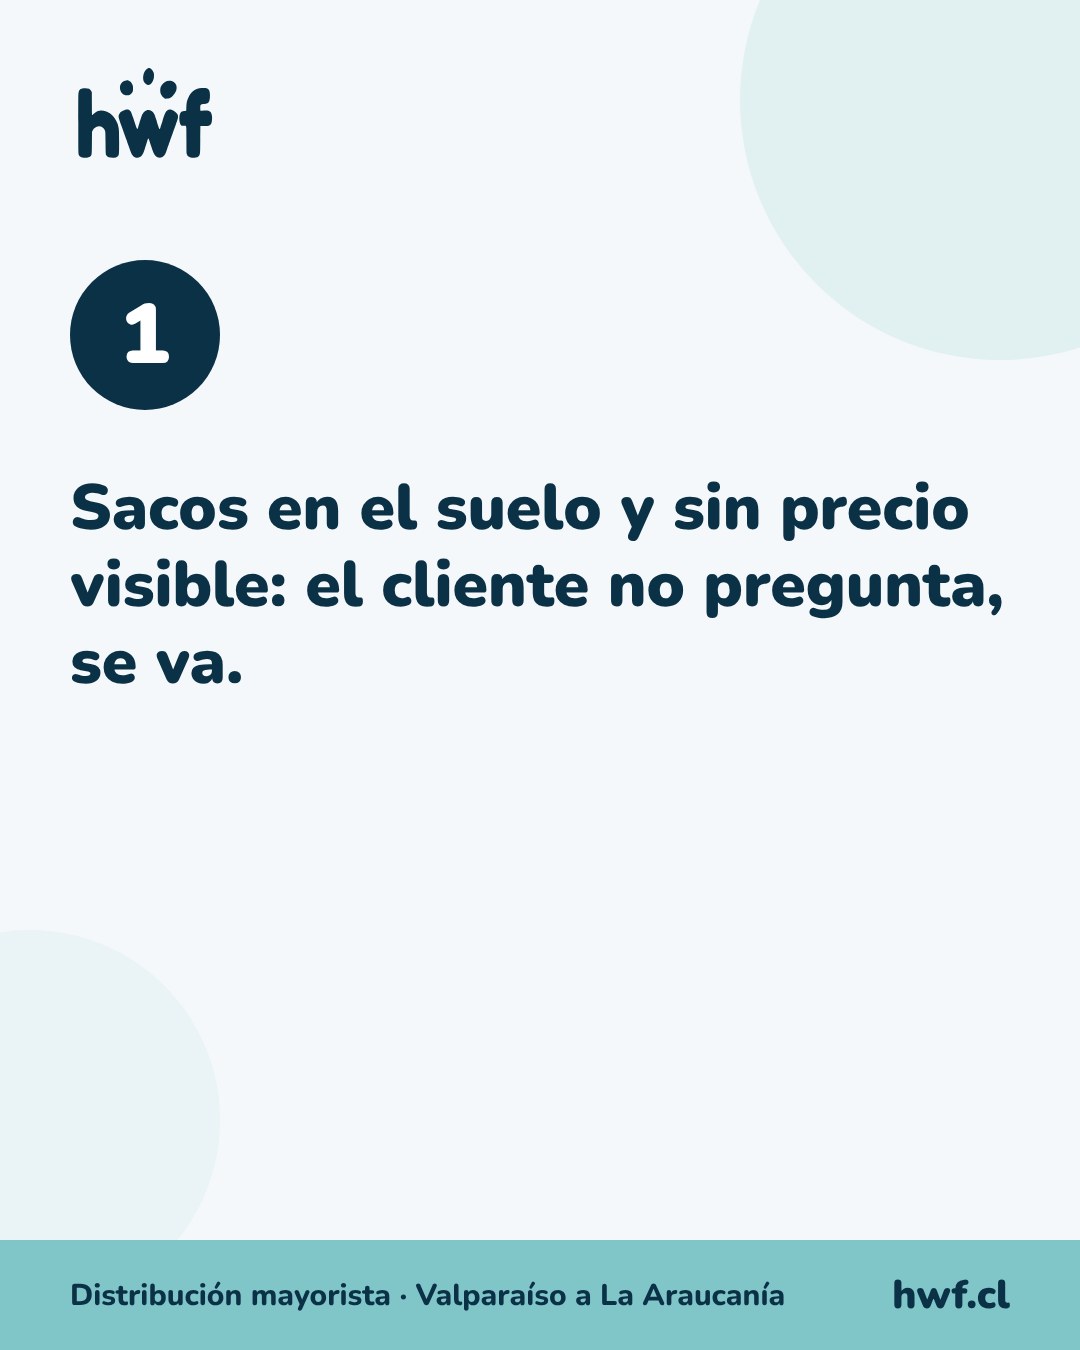 hwf
1
Sacos en el suelo y sin precio
visible: el cliente no pregunta,
se va.
Distribución mayorista · Valparaíso a La Araucanía
hwf.cl